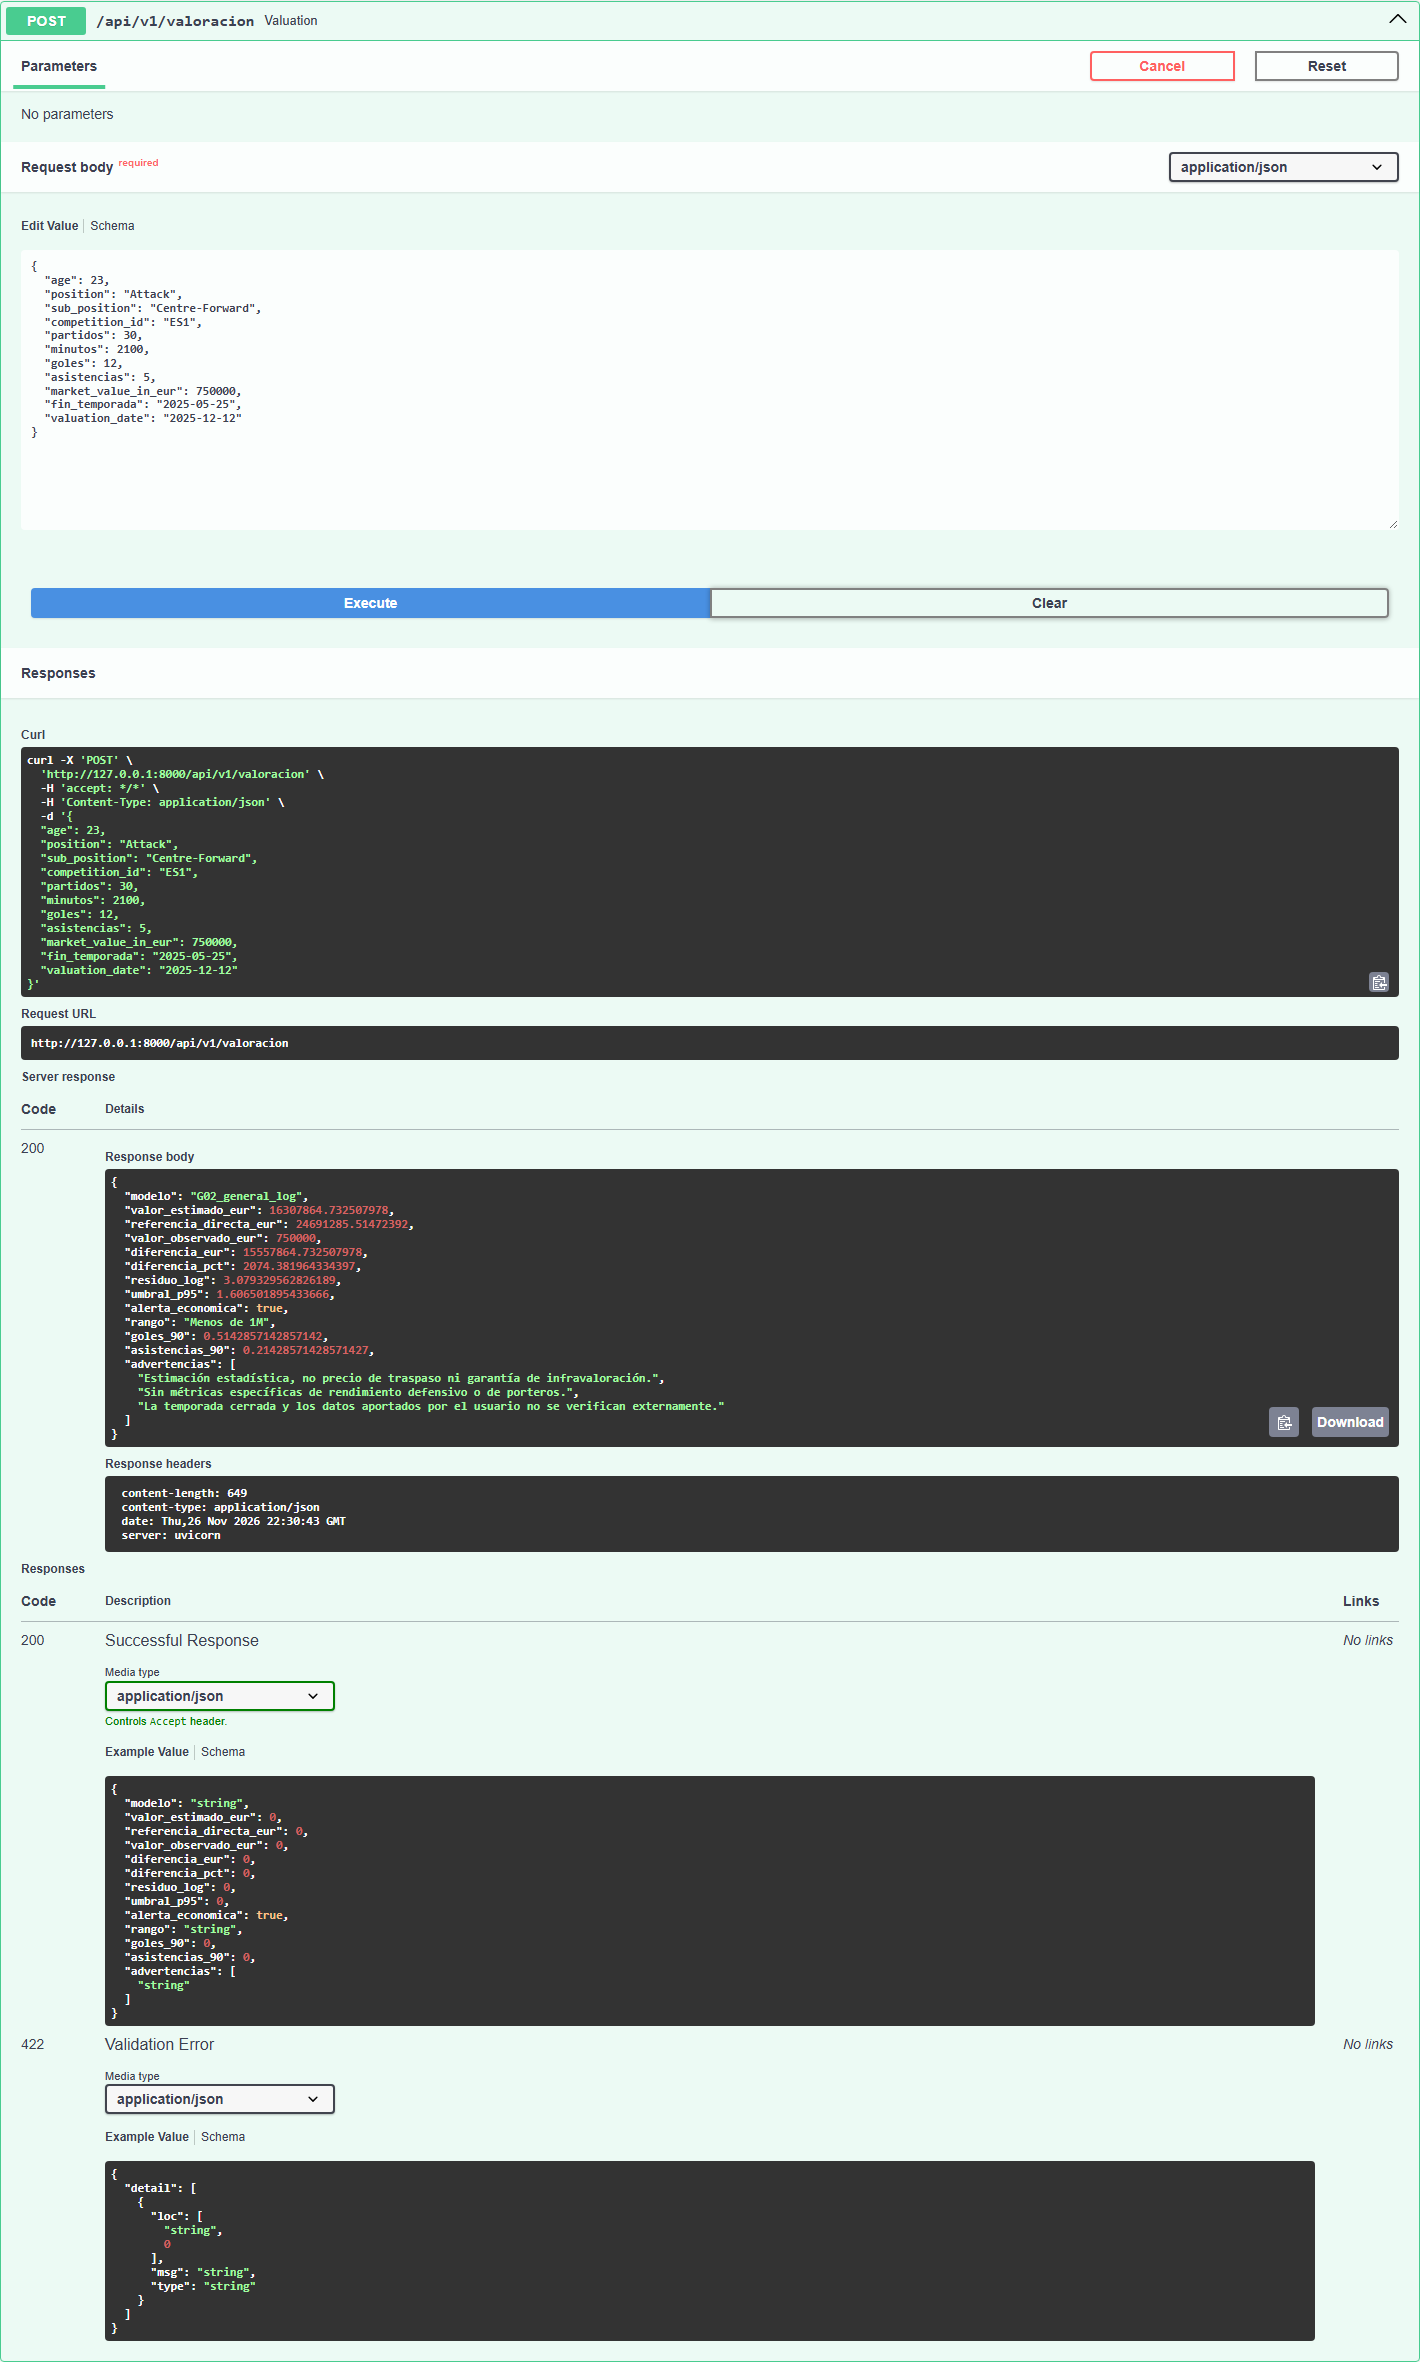 POST /api/v1/valoracion Valuation
Parameters
Cancel
Reset
No parameters
Request body required
application/json
Edit Value | Schema
{
  "age": 23,
  "position": "Attack",
  "sub_position": "Centre-Forward",
  "competition_id": "ES1",
  "partidos": 30,
  "minutos": 2100,
  "goles": 12,
  "asistencias": 5,
  "market_value_in_eur": 750000,
  "fin_temporada": "2025-05-25",
  "valuation_date": "2025-12-12"
}
Execute
Clear
Responses
Curl
curl -X 'POST' \
  'http://127.0.0.1:8000/api/v1/valoracion' \
  -H 'accept: */*' \
  -H 'Content-Type: application/json' \
  -d '{
  "age": 23,
  "position": "Attack",
  "sub_position": "Centre-Forward",
  "competition_id": "ES1",
  "partidos": 30,
  "minutos": 2100,
  "goles": 12,
  "asistencias": 5,
  "market_value_in_eur": 750000,
  "fin_temporada": "2025-05-25",
  "valuation_date": "2025-12-12"
}'
Request URL
http://127.0.0.1:8000/api/v1/valoracion
Server response
Code Details
200
Response body
{
  "modelo": "G02_general_log",
  "valor_estimado_eur": 16307864.732507978,
  "referencia_directa_eur": 24691285.51472392,
  "valor_observado_eur": 750000,
  "diferencia_eur": 15557864.732507978,
  "diferencia_pct": 2074.381964334397,
  "residuo_log": 3.079329562826189,
  "umbral_p95": 1.606501895433666,
  "alerta_economica": true,
  "rango": "Menos de 1M",
  "goles_90": 0.5142857142857142,
  "asistencias_90": 0.21428571428571427,
  "advertencias": [
    "Estimación estadística, no precio de traspaso ni garantía de infravaloración.",
    "Sin métricas específicas de rendimiento defensivo o de porteros.",
    "La temporada cerrada y los datos aportados por el usuario no se verifican externamente."
  ]
}
Download
Response headers
content-length: 649
content-type: application/json
date: Thu,26 Nov 2026 22:30:43 GMT
server: uvicorn
Responses
Code Description Links
200 Successful Response No links
Media type
application/json
Controls Accept header.
Example Value | Schema
{
  "modelo": "string",
  "valor_estimado_eur": 0,
  "referencia_directa_eur": 0,
  "valor_observado_eur": 0,
  "diferencia_eur": 0,
  "diferencia_pct": 0,
  "residuo_log": 0,
  "umbral_p95": 0,
  "alerta_economica": true,
  "rango": "string",
  "goles_90": 0,
  "asistencias_90": 0,
  "advertencias": [
    "string"
  ]
}
422 Validation Error No links
Media type
application/json
Example Value | Schema
{
  "detail": [
    {
      "loc": [
        "string",
        0
      ],
      "msg": "string",
      "type": "string"
    }
  ]
}